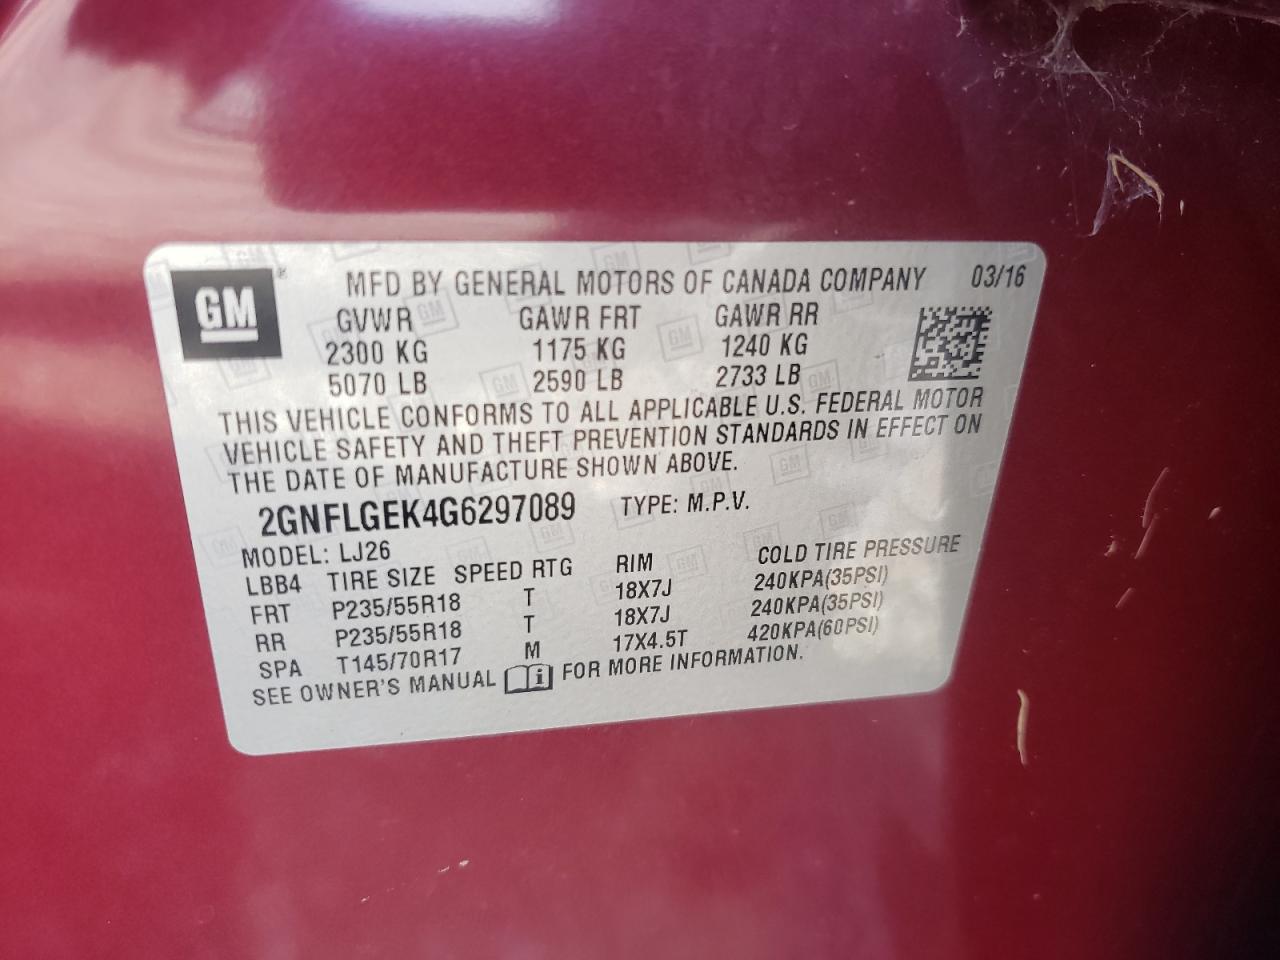 GM ® MFD BY GENERAL MOTORS OF CANADA COMPANY 03/16
GVWR GAWR FRT GAWR RR
2300 KG 1175 KG 1240 KG
5070 LB 2590 LB 2733 LB
THIS VEHICLE CONFORMS TO ALL APPLICABLE U.S. FEDERAL MOTOR
VEHICLE SAFETY AND THEFT PREVENTION STANDARDS IN EFFECT ON
THE DATE OF MANUFACTURE SHOWN ABOVE.
2GNFLGEK4G6297089 TYPE: M.P.V.
MODEL: LJ26
LBB4 TIRE SIZE SPEED RTG RIM COLD TIRE PRESSURE
FRT P235/55R18 T 18X7J 240KPA(35PSI)
RR P235/55R18 T 18X7J 240KPA(35PSI)
SPA T145/70R17 M 17X4.5T 420KPA(60PSI)
SEE OWNER'S MANUAL i FOR MORE INFORMATION.